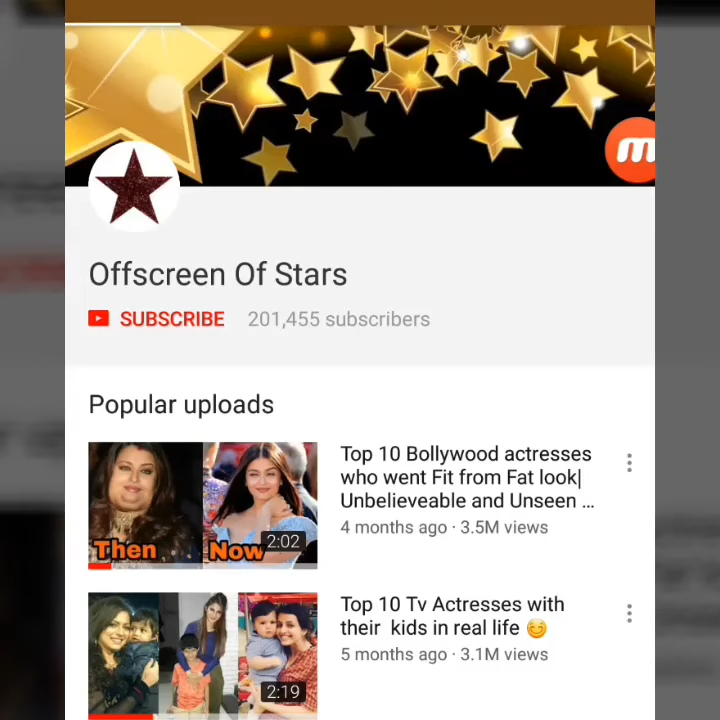 m
Offscreen Of Stars
SUBSCRIBE 201,455 subscribers
Popular uploads
Then
Now
2:02
Top 10 Bollywood actresses
who went Fit from Fat look|
Unbelieveable and Unseen ...
4 months ago · 3.5M views
2:19
Top 10 Tv Actresses with
their kids in real life 😊
5 months ago · 3.1M views